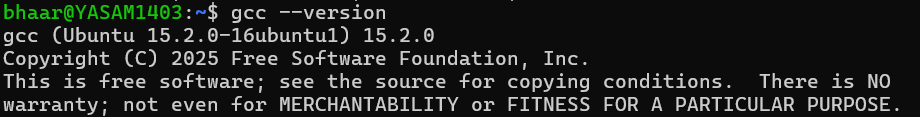 bhaar@YASAM1403:~$ gcc --version
gcc (Ubuntu 15.2.0-16ubuntu1) 15.2.0
Copyright (C) 2025 Free Software Foundation, Inc.
This is free software; see the source for copying conditions.  There is NO
warranty; not even for MERCHANTABILITY or FITNESS FOR A PARTICULAR PURPOSE.